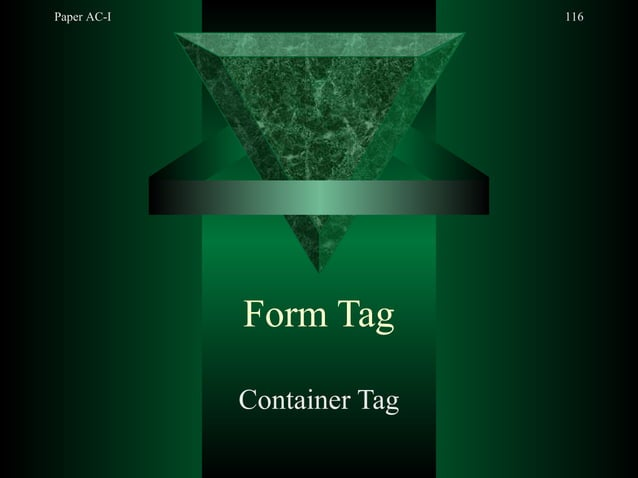 Paper AC-I
116
Form Tag
Container Tag